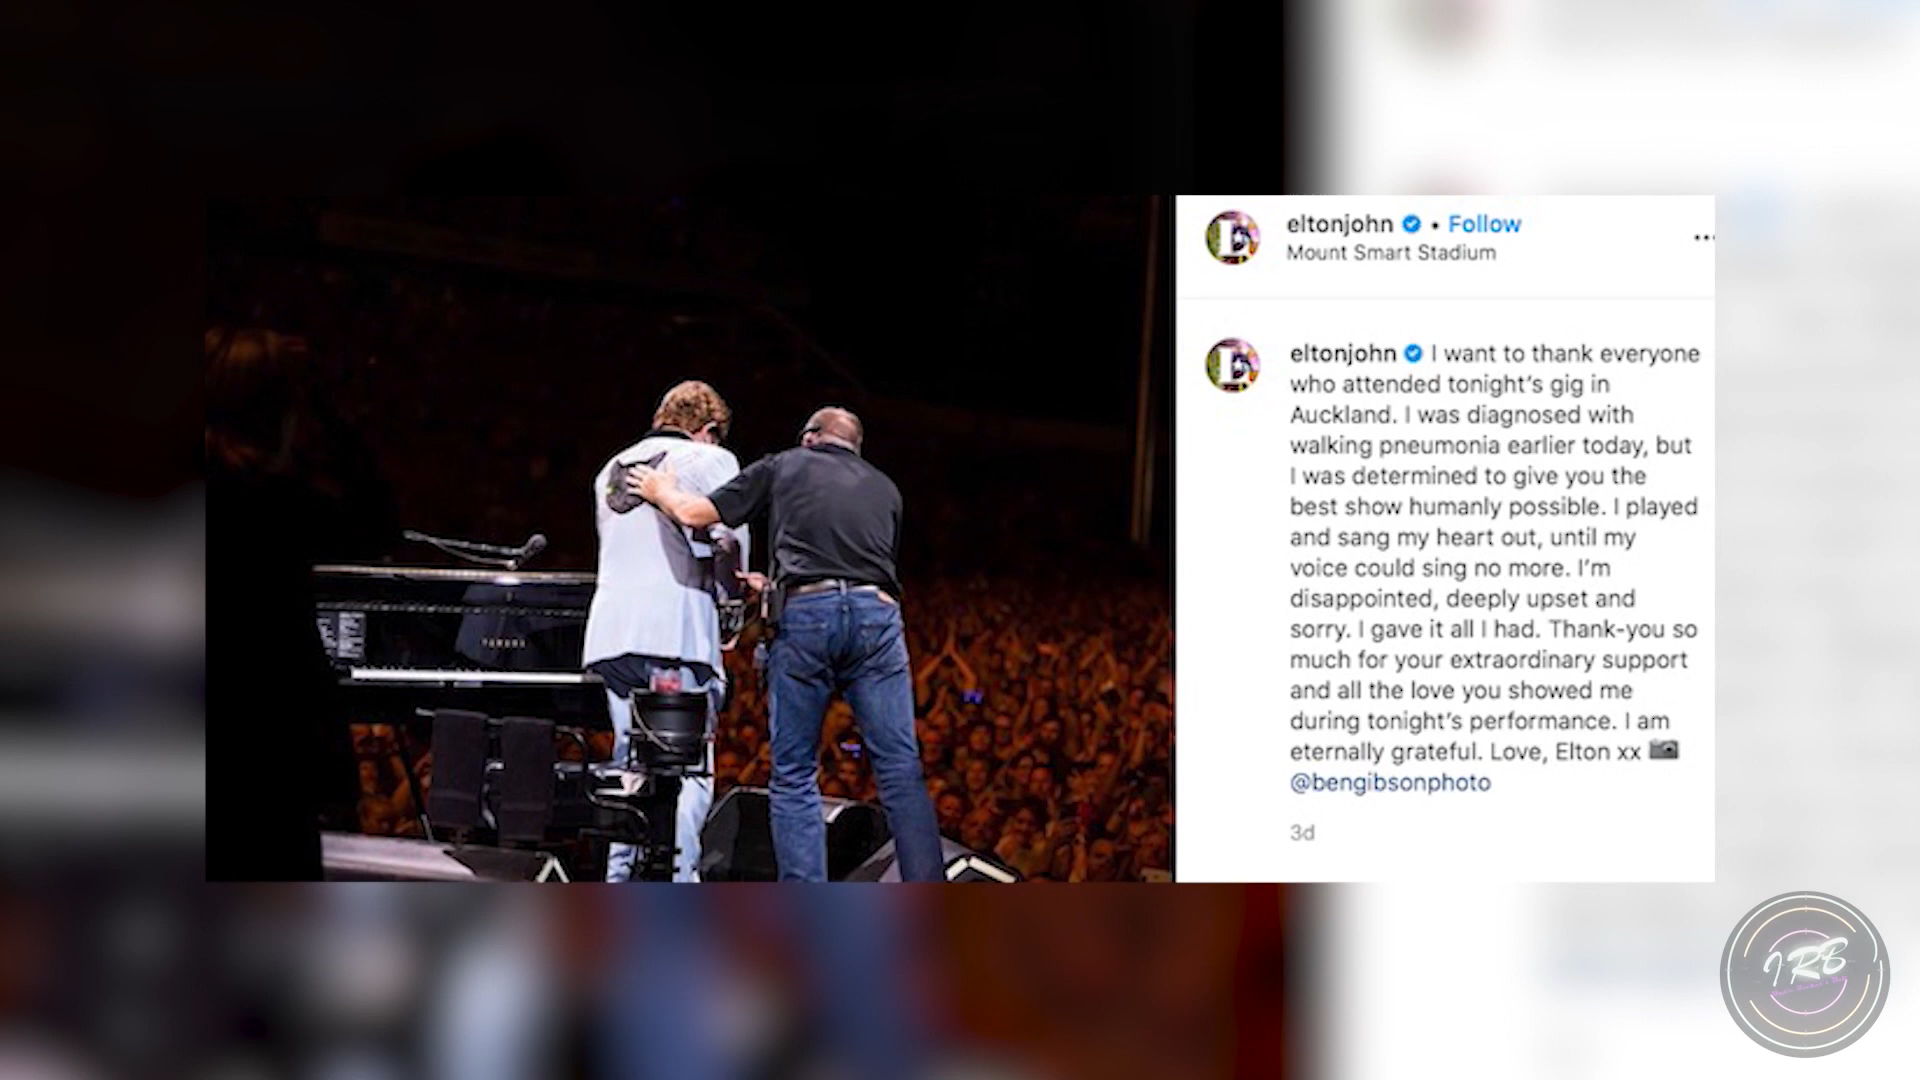 eltonjohn • Follow
Mount Smart Stadium
eltonjohn I want to thank everyone
who attended tonight's gig in
Auckland. I was diagnosed with
walking pneumonia earlier today, but
I was determined to give you the
best show humanly possible. I played
and sang my heart out, until my
voice could sing no more. I'm
disappointed, deeply upset and
sorry. I gave it all I had. Thank-you so
much for your extraordinary support
and all the love you showed me
during tonight's performance. I am
eternally grateful. Love, Elton xx 📷
@bengibsonphoto
3d
YAMAHA
IRB